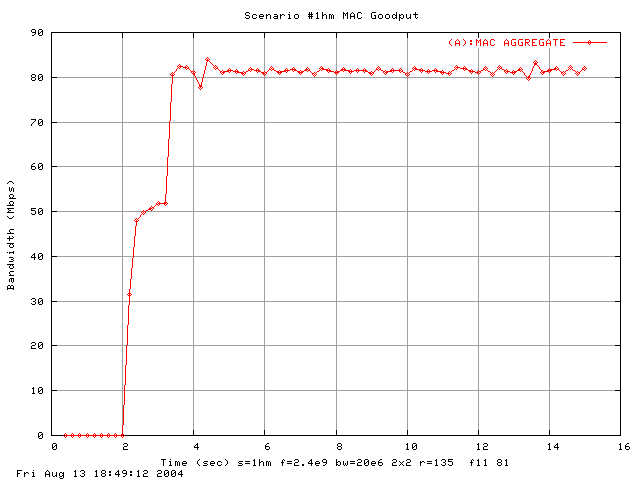 Scenario #1hm MAC Goodput
90
(A):MAC AGGREGATE
80
70
60
50
40
30
20
10
0
Bandwidth (Mbps)
0 2 4 6 8 10 12 14 16
Time (sec) s=1hm f=2.4e9 bw=20e6 2x2 r=135 f11 81
Fri Aug 13 18:49:12 2004